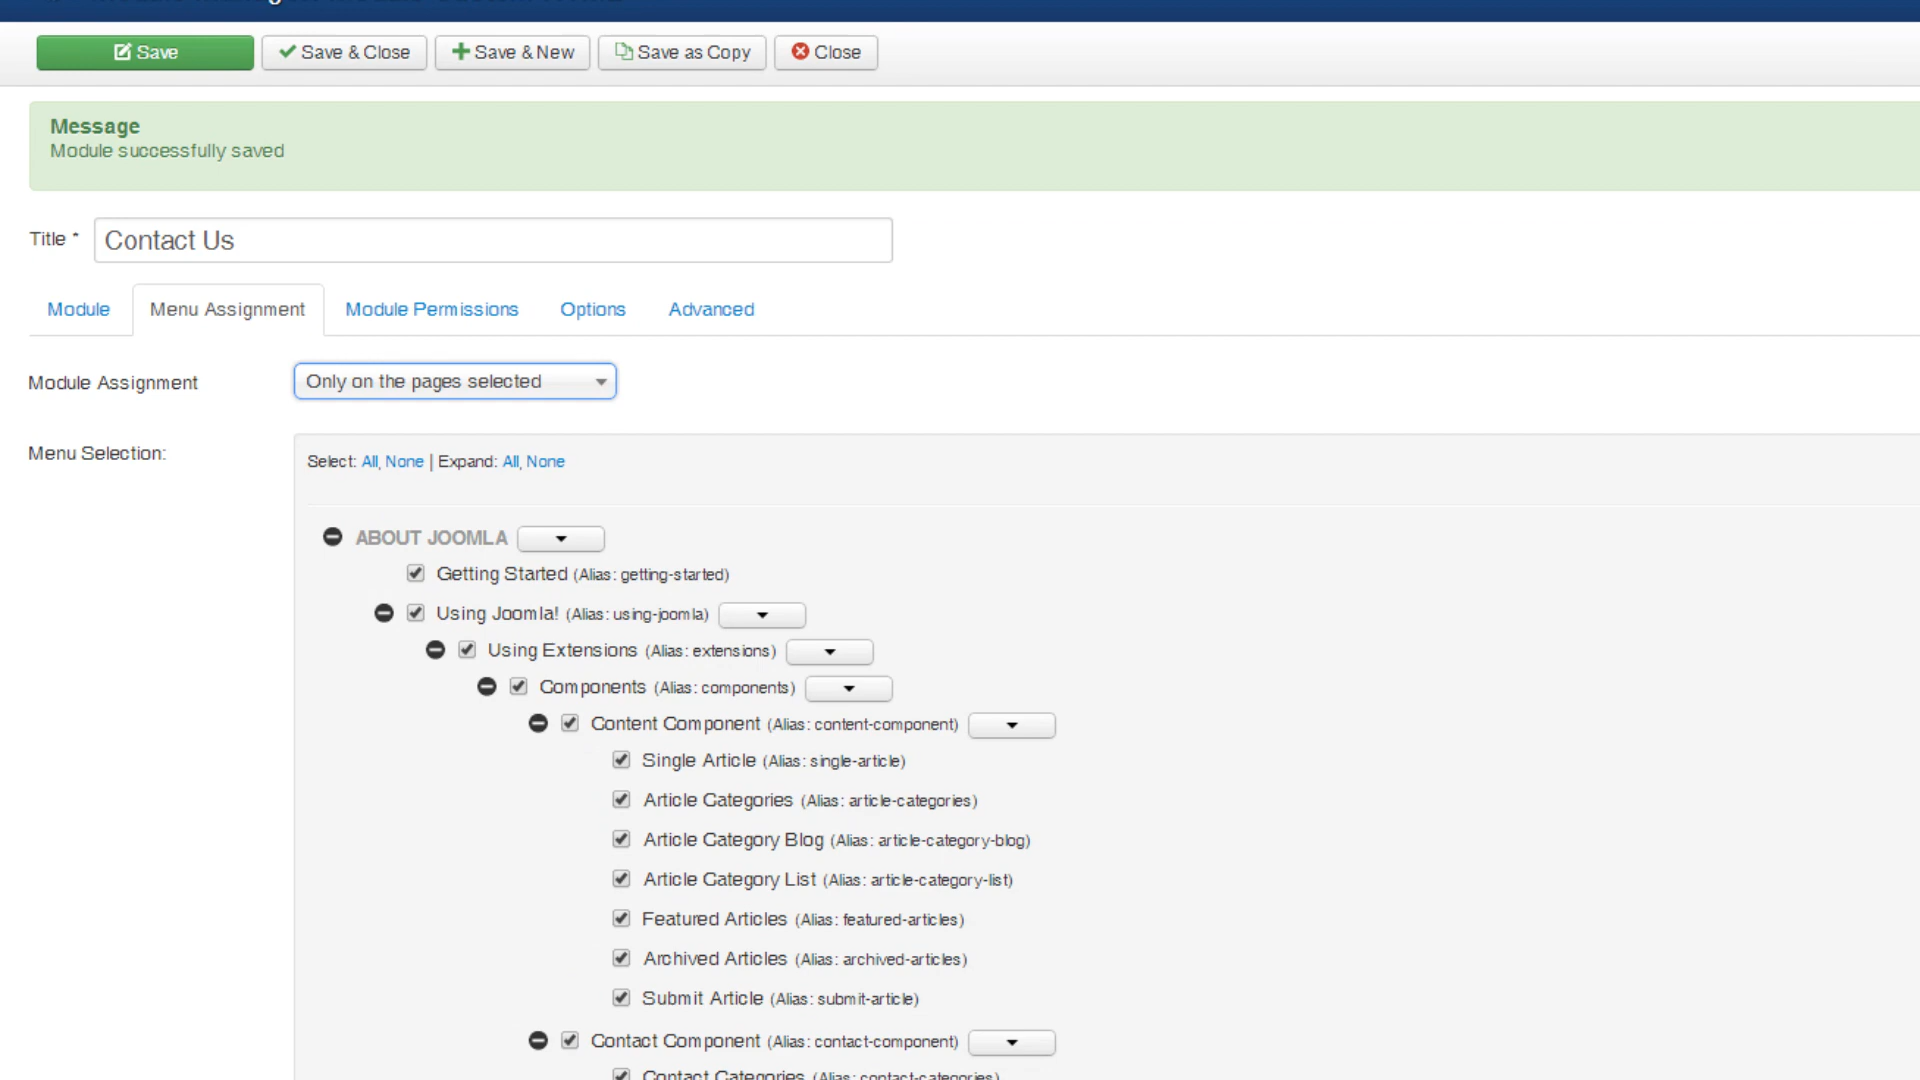 Save
Save & Close
Save & New
Save as Copy
Close
Message
Module successfully saved
Title *
Contact Us
Module
Menu Assignment
Module Permissions
Options
Advanced
Module Assignment
Only on the pages selected
Menu Selection:
Select: All, None | Expand: All, None
ABOUT JOOMLA
Getting Started (Alias: getting-started)
Using Joomla! (Alias: using-joomla)
Using Extensions (Alias: extensions)
Components (Alias: components)
Content Component (Alias: content-component)
Single Article (Alias: single-article)
Article Categories (Alias: article-categories)
Article Category Blog (Alias: article-category-blog)
Article Category List (Alias: article-category-list)
Featured Articles (Alias: featured-articles)
Archived Articles (Alias: archived-articles)
Submit Article (Alias: submit-article)
Contact Component (Alias: contact-component)
Contact Categories (Alias: contact-categories)